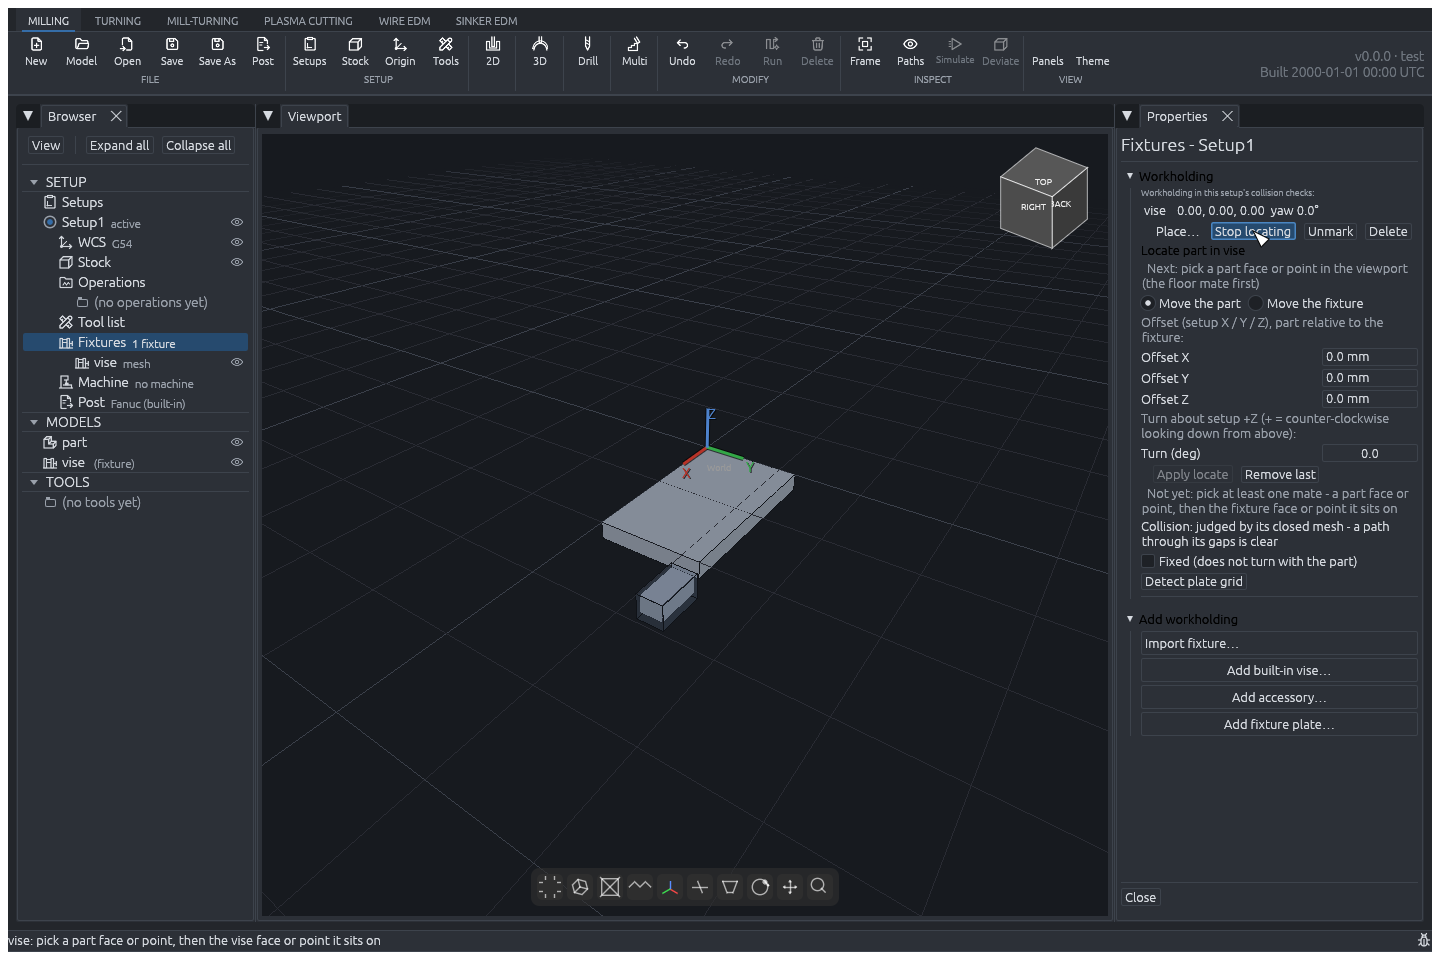 MILLING TURNING MILL-TURNING PLASMA CUTTING WIRE EDM SINKER EDM
New Model Open Save Save As Post Setups Stock Origin Tools 2D 3D Drill Multi Undo Redo Run Delete Frame Paths Simulate Deviate Panels Theme
FILE SETUP MODIFY INSPECT VIEW
v0.0.0 · test
Built 2000-01-01 00:00 UTC
Browser
View Expand all Collapse all
SETUP
Setups
Setup1 active
WCS G54
Stock
Operations
(no operations yet)
Tool list
Fixtures 1 fixture
vise mesh
Machine no machine
Post Fanuc (built-in)
MODELS
part
vise (fixture)
TOOLS
(no tools yet)
Viewport
TOP
RIGHT
Z
X
Y
World
Properties
Fixtures - Setup1
Workholding
Workholding in this setup's collision checks:
vise 0.00, 0.00, 0.00 yaw 0.0°
Place… Stop locating Unmark Delete
Locate part in vise
Next: pick a part face or point in the viewport
(the floor mate first)
Move the part Move the fixture
Offset (setup X / Y / Z), part relative to the
fixture:
Offset X 0.0 mm
Offset Y 0.0 mm
Offset Z 0.0 mm
Turn about setup +Z (+ = counter-clockwise
looking down from above):
Turn (deg) 0.0
Apply locate Remove last
Not yet: pick at least one mate - a part face or
point, then the fixture face or point it sits on
Collision: judged by its closed mesh - a path
through its gaps is clear
Fixed (does not turn with the part)
Detect plate grid
Add workholding
Import fixture…
Add built-in vise…
Add accessory…
Add fixture plate…
Close
vise: pick a part face or point, then the vise face or point it sits on